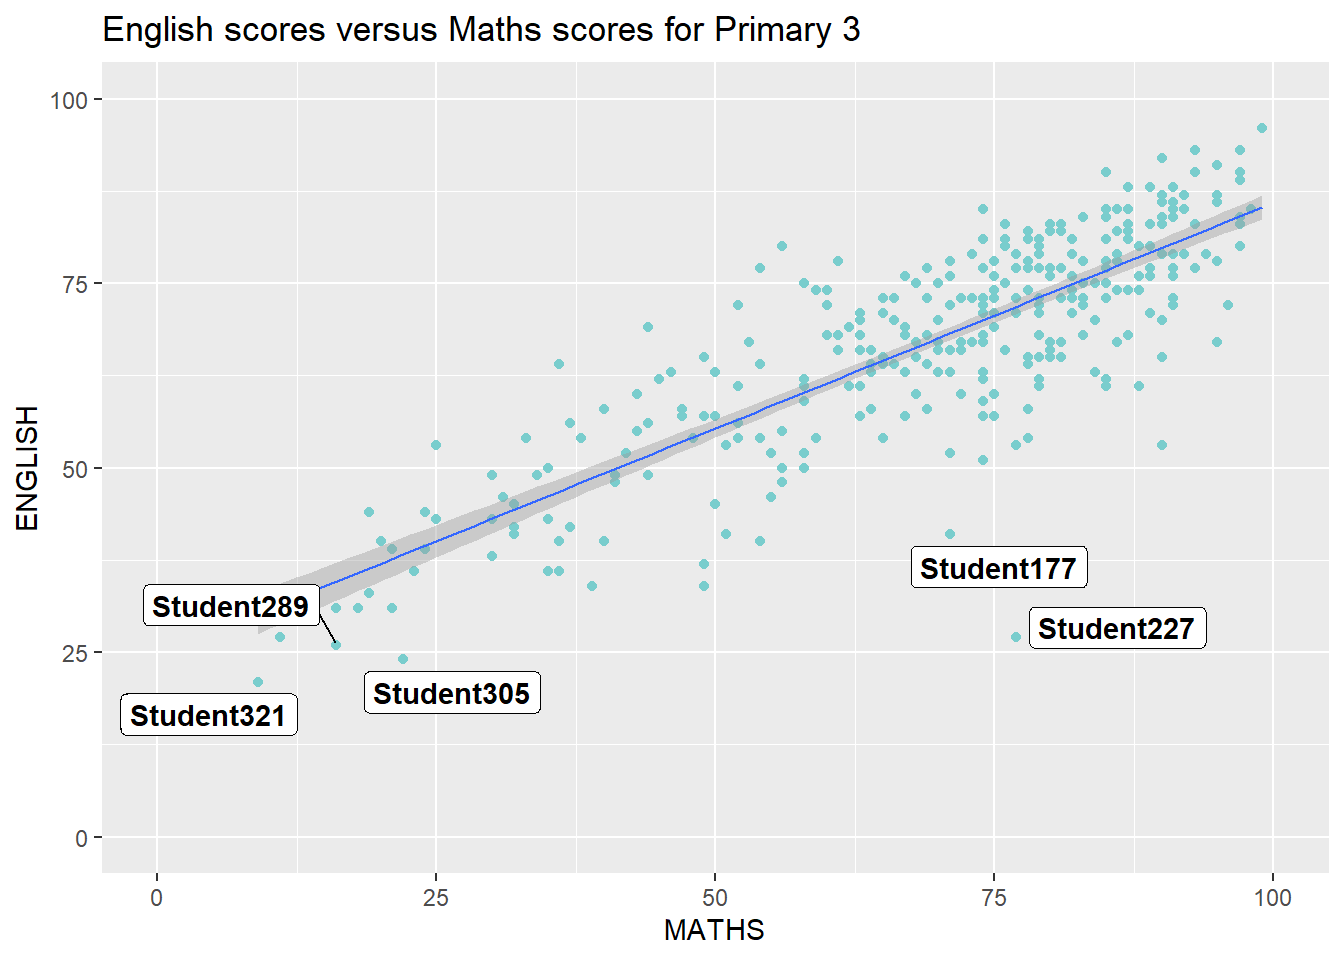 English scores versus Maths scores for Primary 3
100
75
50
25
0
ENGLISH
Student177
Student289
Student227
Student305
Student321
0
25
50
75
100
MATHS